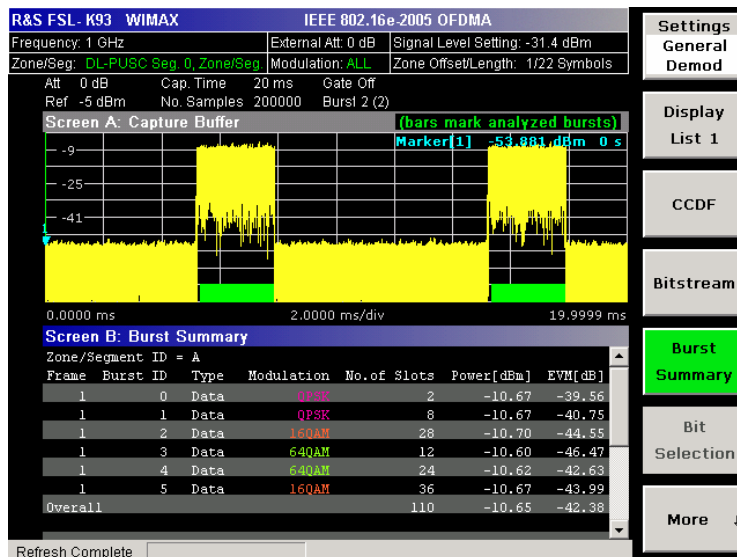 R&S FSL- K93 WIMAX IEEE 802.16e-2005 OFDMA
Frequency: 1 GHz External Att: 0 dB Signal Level Setting: -31.4 dBm
Zone/Seg: DL-PUSC Seg. 0, Zone/Seg. Modulation: ALL Zone Offset/Length: 1/22 Symbols
Att 0 dB Cap. Time 20 ms Gate Off
Ref -5 dBm No. Samples 200000 Burst 2 (2)
Screen A: Capture Buffer (bars mark analyzed bursts)
Marker[1] -53.881 dBm 0 s
-9
-25
-41
1
0.0000 ms 2.0000 ms/div 19.9999 ms
Screen B: Burst Summary
Zone/Segment ID = A
Frame Burst ID Type Modulation No.of Slots Power[dBm] EVM[dB]
1 0 Data QPSK 2 -10.67 -39.56
1 1 Data QPSK 8 -10.67 -40.75
1 2 Data 16QAM 28 -10.70 -44.55
1 3 Data 64QAM 12 -10.60 -46.47
1 4 Data 64QAM 24 -10.62 -42.63
1 5 Data 16QAM 36 -10.67 -43.99
Overall 110 -10.65 -42.38
Refresh Complete
Settings
General
Demod
Display
List 1
CCDF
Bitstream
Burst
Summary
Bit
Selection
More ↓